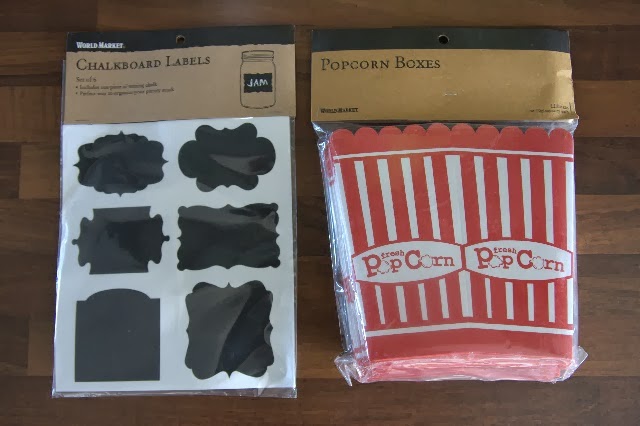 WORLD MARKET
CHALKBOARD LABELS
Set of 6
JAM
POPCORN BOXES
WORLD MARKET
fresh
PopCorn
fresh
PopCorn